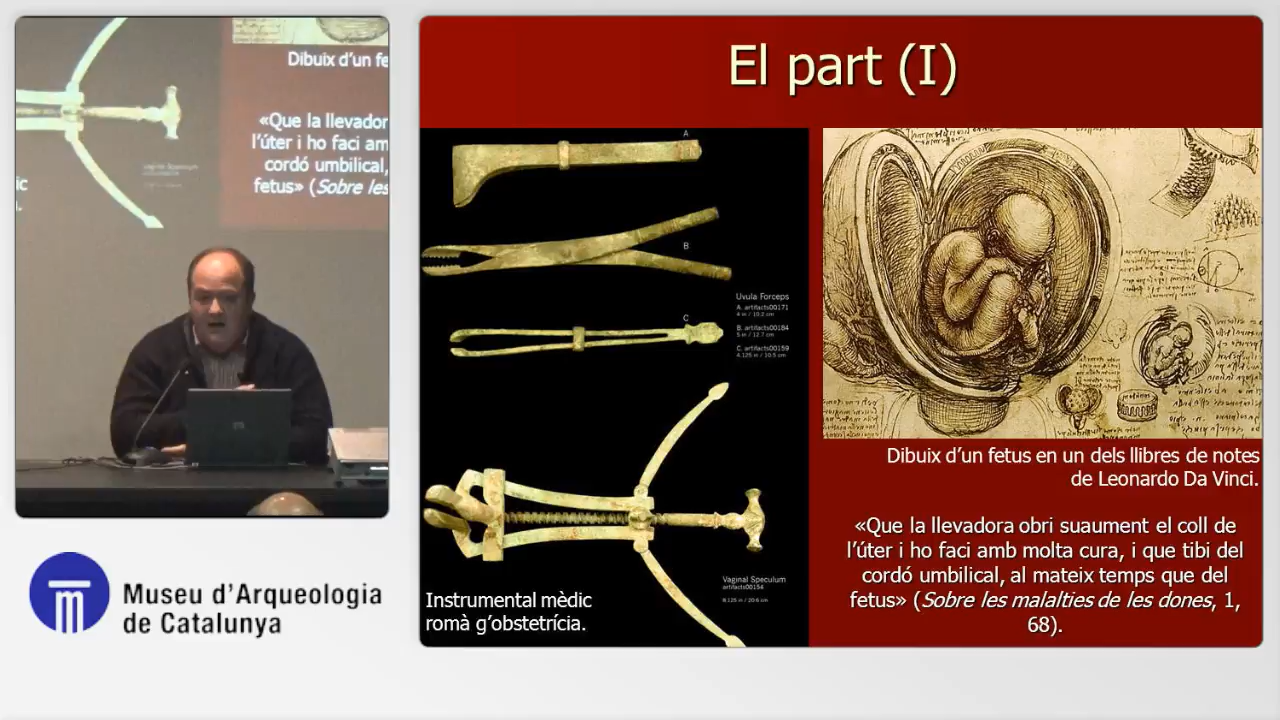 Dibuix d'un fe
«Que la llevador
l'úter i ho faci am
cordó umbilical,
fetus» (Sobre les
Vaginal Speculum
ic
l.
Museu d'Arqueologia
de Catalunya
El part (I)
A
B
Uvula Forceps
A. artifacts00171
4 in / 10.2 cm
B. artifacts00184
5 in / 12.7 cm
C
C. artifacts00159
4.125 in / 10.5 cm
Vaginal Speculum
artifacts00154
8.125 in / 20.6 cm
Instrumental mèdic
romà g'obstetrícia.
Dibuix d'un fetus en un dels llibres de notes
de Leonardo Da Vinci.
«Que la llevadora obri suaument el coll de
l'úter i ho faci amb molta cura, i que tibi del
cordó umbilical, al mateix temps que del
fetus» (Sobre les malalties de les dones, 1,
68).